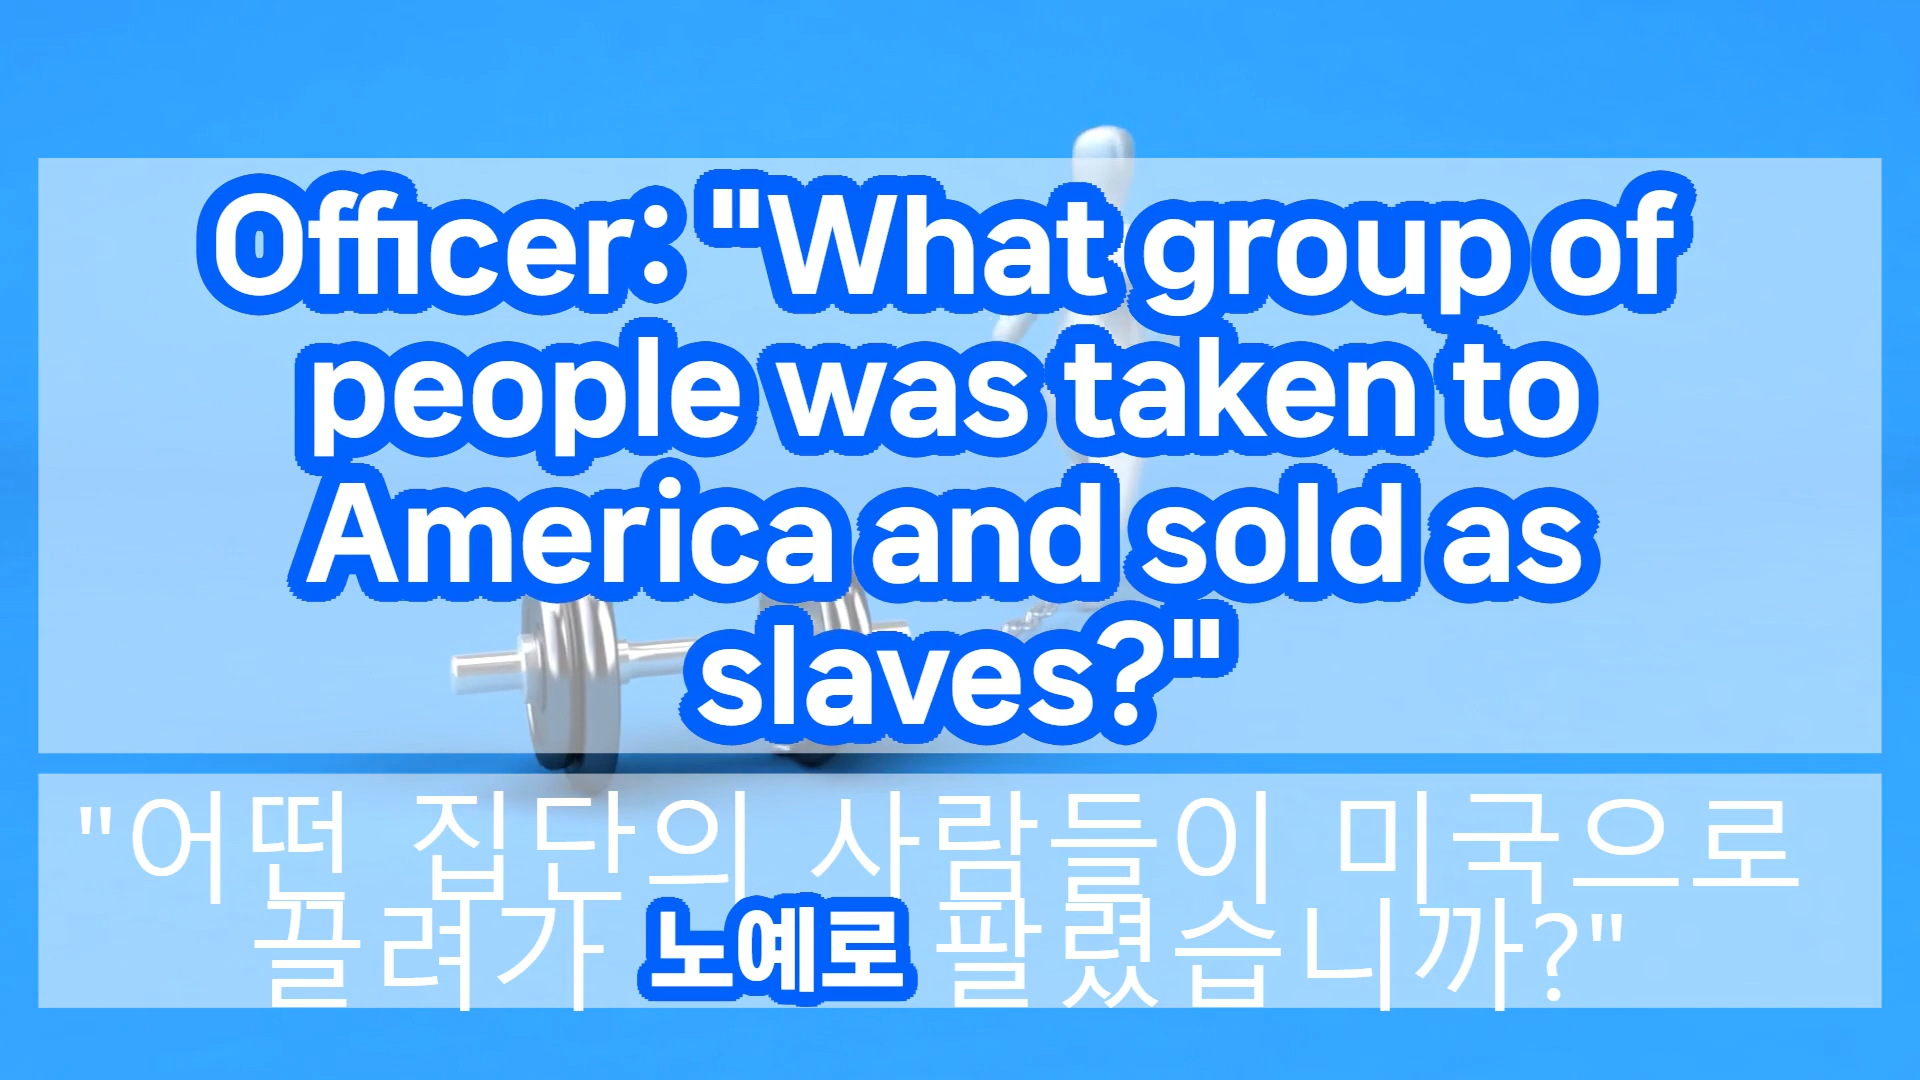 Officer: "What group of
people was taken to
America and sold as
slaves?"
"어떤 집단의 사람들이 미국으로
끌려가 노예로 팔렸습니까?"